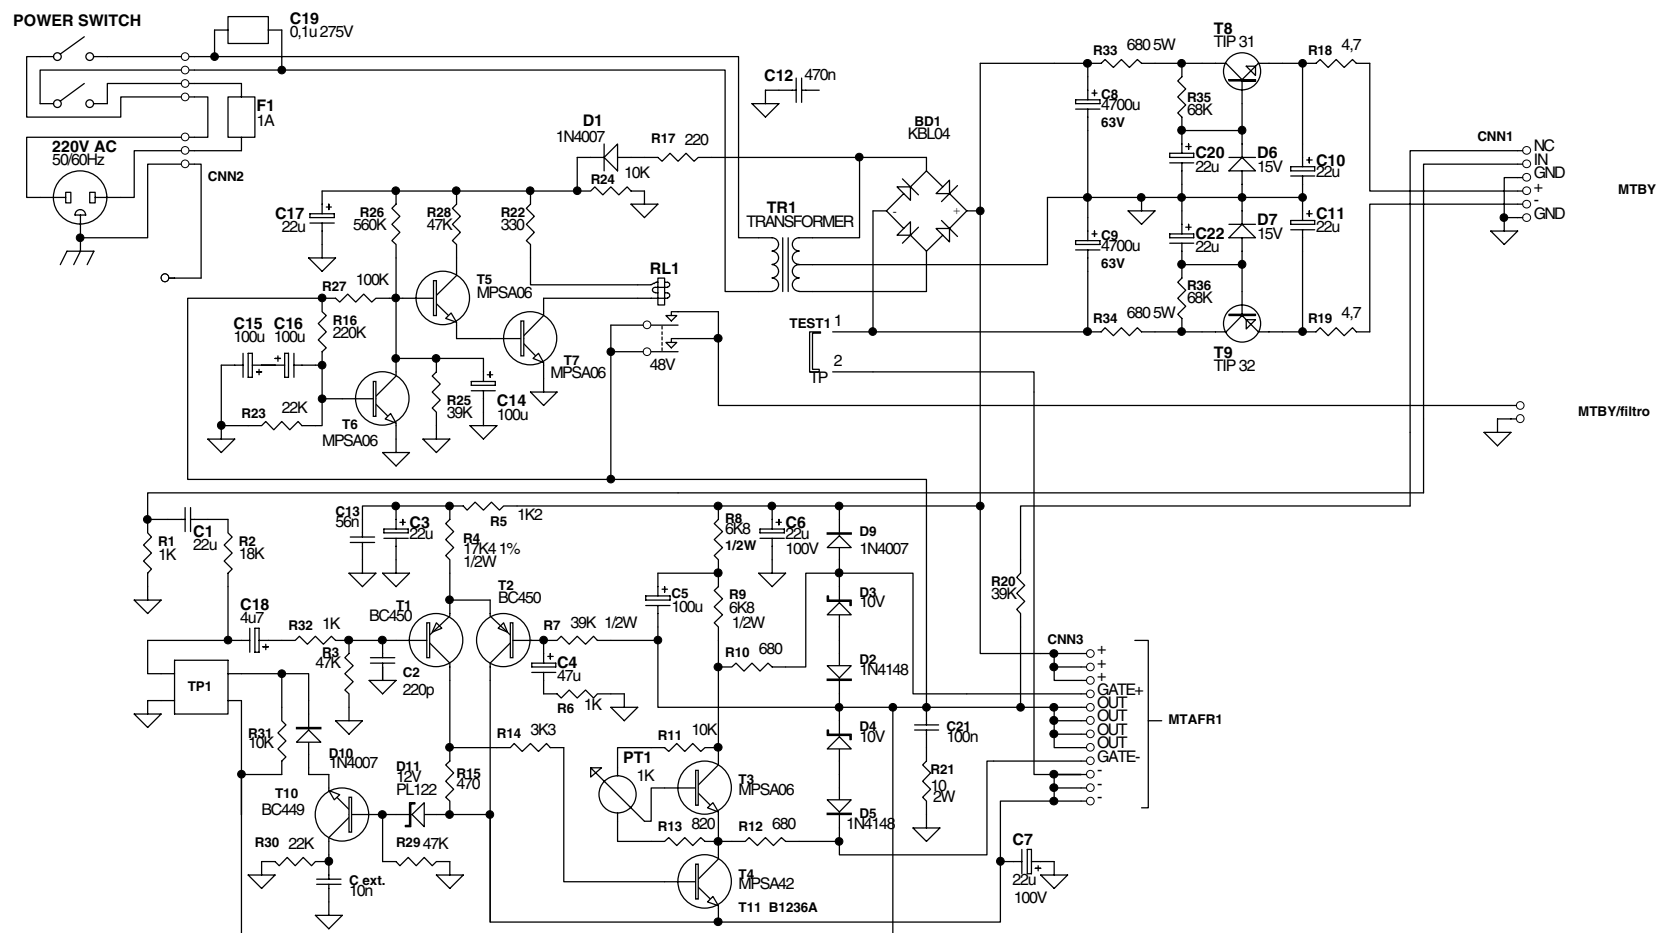 POWER SWITCH
C19
0,1u 275V
F1
1A
220V AC
50/60Hz
CNN2
C12
470n
D1
1N4007
R17 220
10K
R24
C17
22u
R26
560K
R28
47K
R22
330
R27
100K
T5
MPSA06
RL1
C15
100u
C16
100u
R16
220K
T7
MPSA06
48V
R23
22K
T6
MPSA06
R25
39K
C14
100u
TR1
TRANSFORMER
BD1
KBL04
-
+
R33
680 5W
C8
4700u
63V
T8
TIP 31
R18
4,7
R35
68K
C20
22u
D6
15V
C10
22u
C9
4700u
63V
C22
22u
D7
15V
C11
22u
R36
68K
R34
680 5W
T9
TIP 32
R19
4,7
TEST1
1
2
TP
CNN1
NC
IN
GND
+
-
GND
MTBY
MTBY/filtro
R1
1K
C1
22u
R2
18K
C13
56n
C3
22u
R4
17K4 1%
1/2W
R5
1K2
R8
6K8
1/2W
C6
22u
100V
D9
1N4007
C18
4u7
R32
1K
R3
47K
C2
220p
T1
BC450
T2
BC450
R7
39K 1/2W
C5
100u
R9
6K8
1/2W
D3
10V
R10
680
D2
1N4148
C4
47u
R6
1K
R20
39K
CNN3
+
+
+
GATE+
OUT
OUT
OUT
OUT
GATE-
-
-
-
MTAFR1
TP1
R31
10K
D10
1N4007
T10
BC449
D11
12V
PL122
R15
470
R14
3K3
R11
10K
PT1
1K
T3
MPSA06
D4
10V
C21
100n
R21
10
2W
D5
1N4148
R13
820
R12
680
R30
22K
C ext.
10n
R29
47K
T4
MPSA42
T11 B1236A
C7
22u
100V